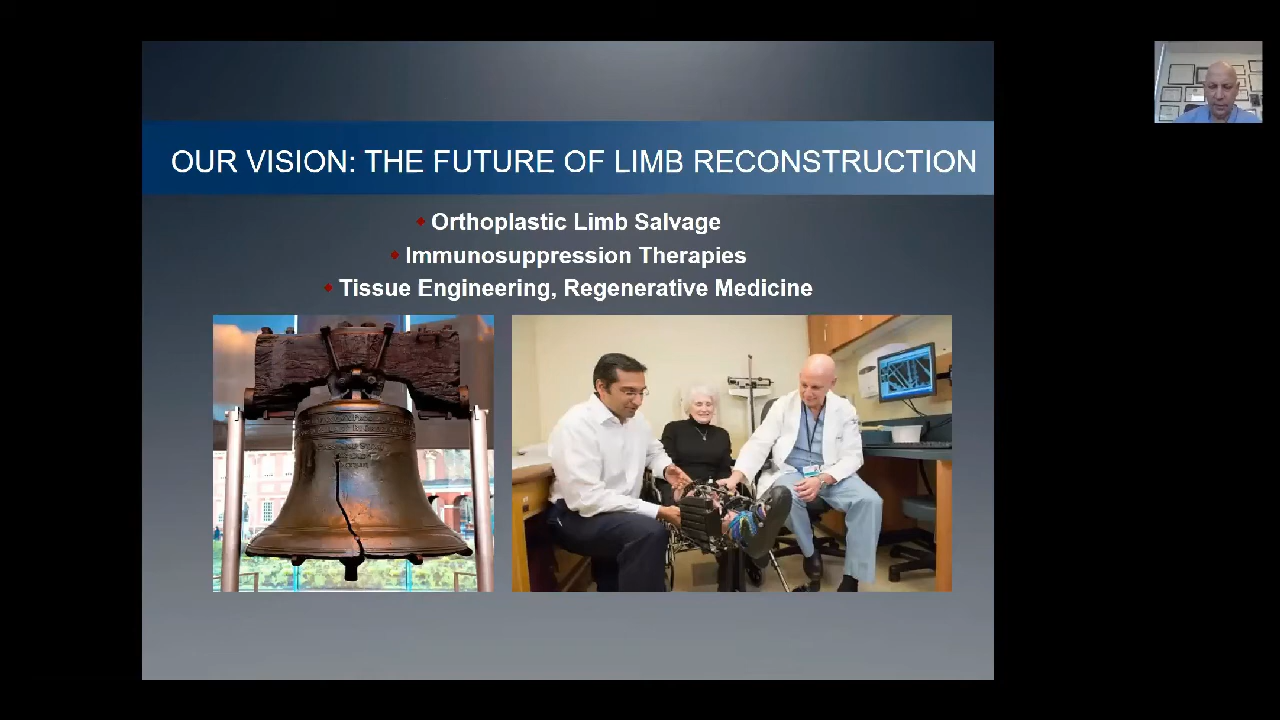 OUR VISION: THE FUTURE OF LIMB RECONSTRUCTION
Orthoplastic Limb Salvage
Immunosuppression Therapies
Tissue Engineering, Regenerative Medicine